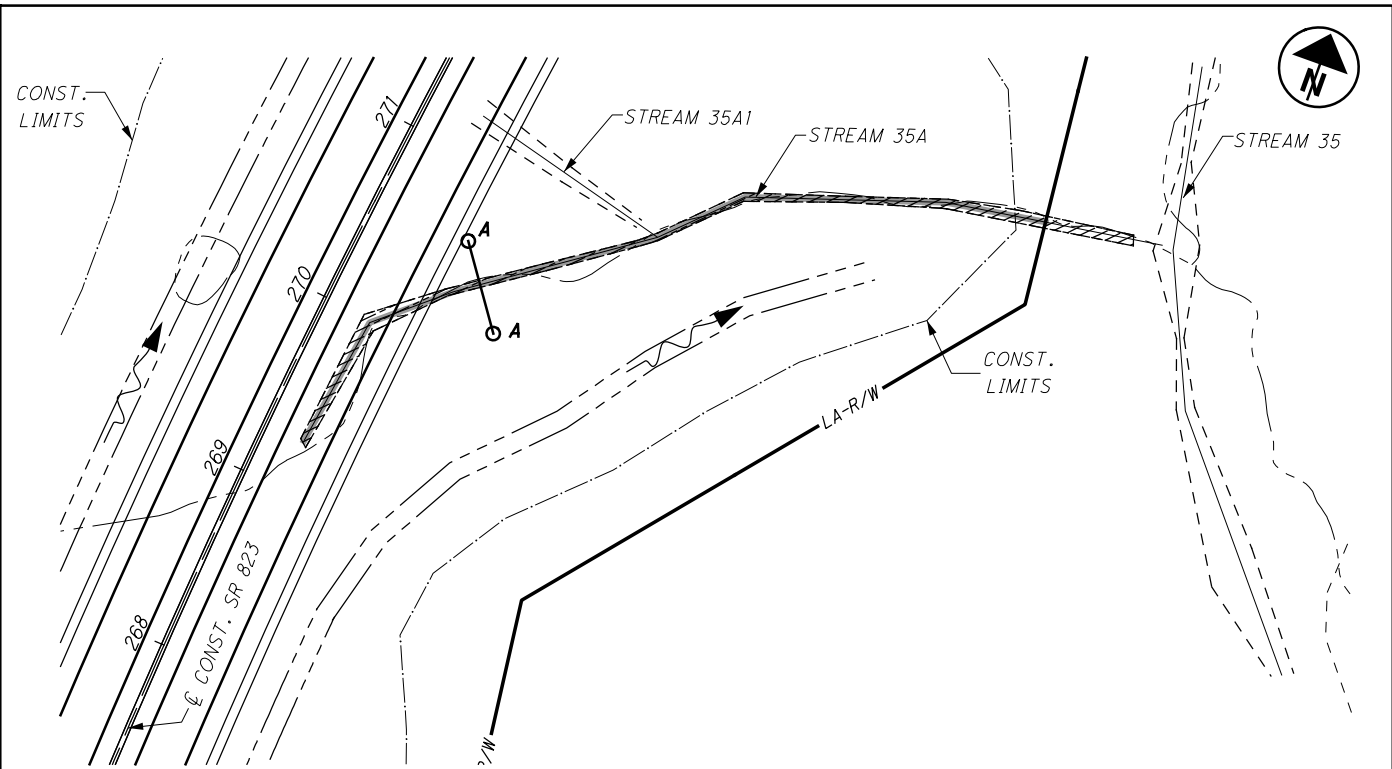 CONST.
LIMITS
271
STREAM 35A1
STREAM 35A
N
STREAM 35
A
270
A
CONST.
LIMITS
LA-R/W
269
℄ CONST. SR 823
268
R/W